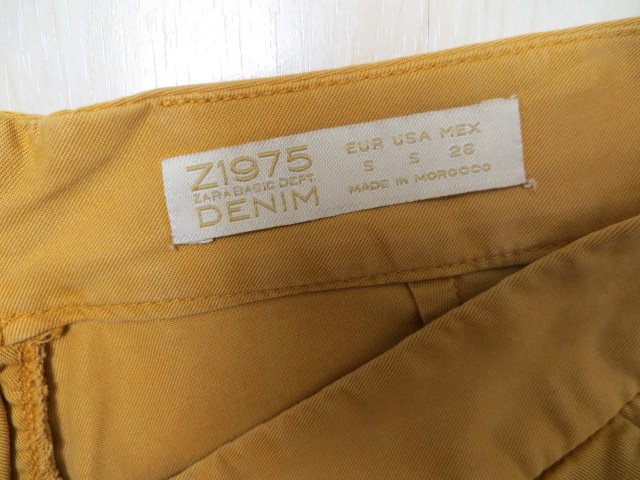 Z1975
ZARA BASIC DEPT.
DENIM
EUR USA MEX
S S 26
MADE IN MOROCCO